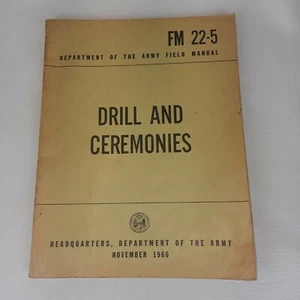 FM 22-5
DEPARTMENT OF THE ARMY FIELD MANUAL
DRILL AND
CEREMONIES
HEADQUARTERS, DEPARTMENT OF THE ARMY
NOVEMBER 1966